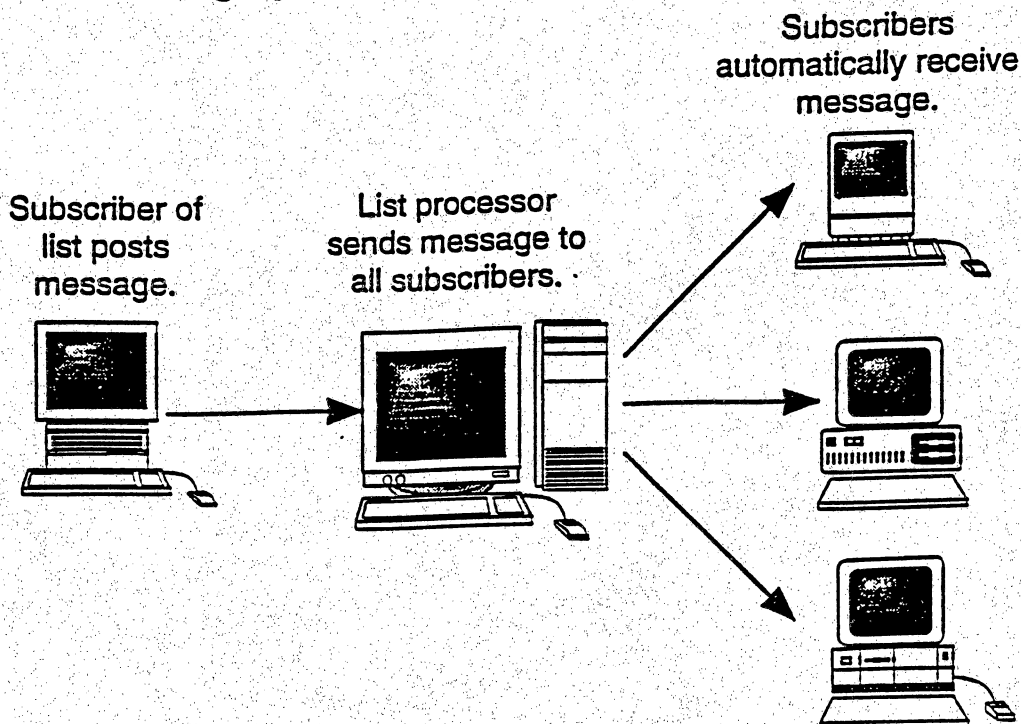 Subscriber of
list posts
message.
List processor
sends message to
all subscribers.
Subscribers
automatically receive
message.